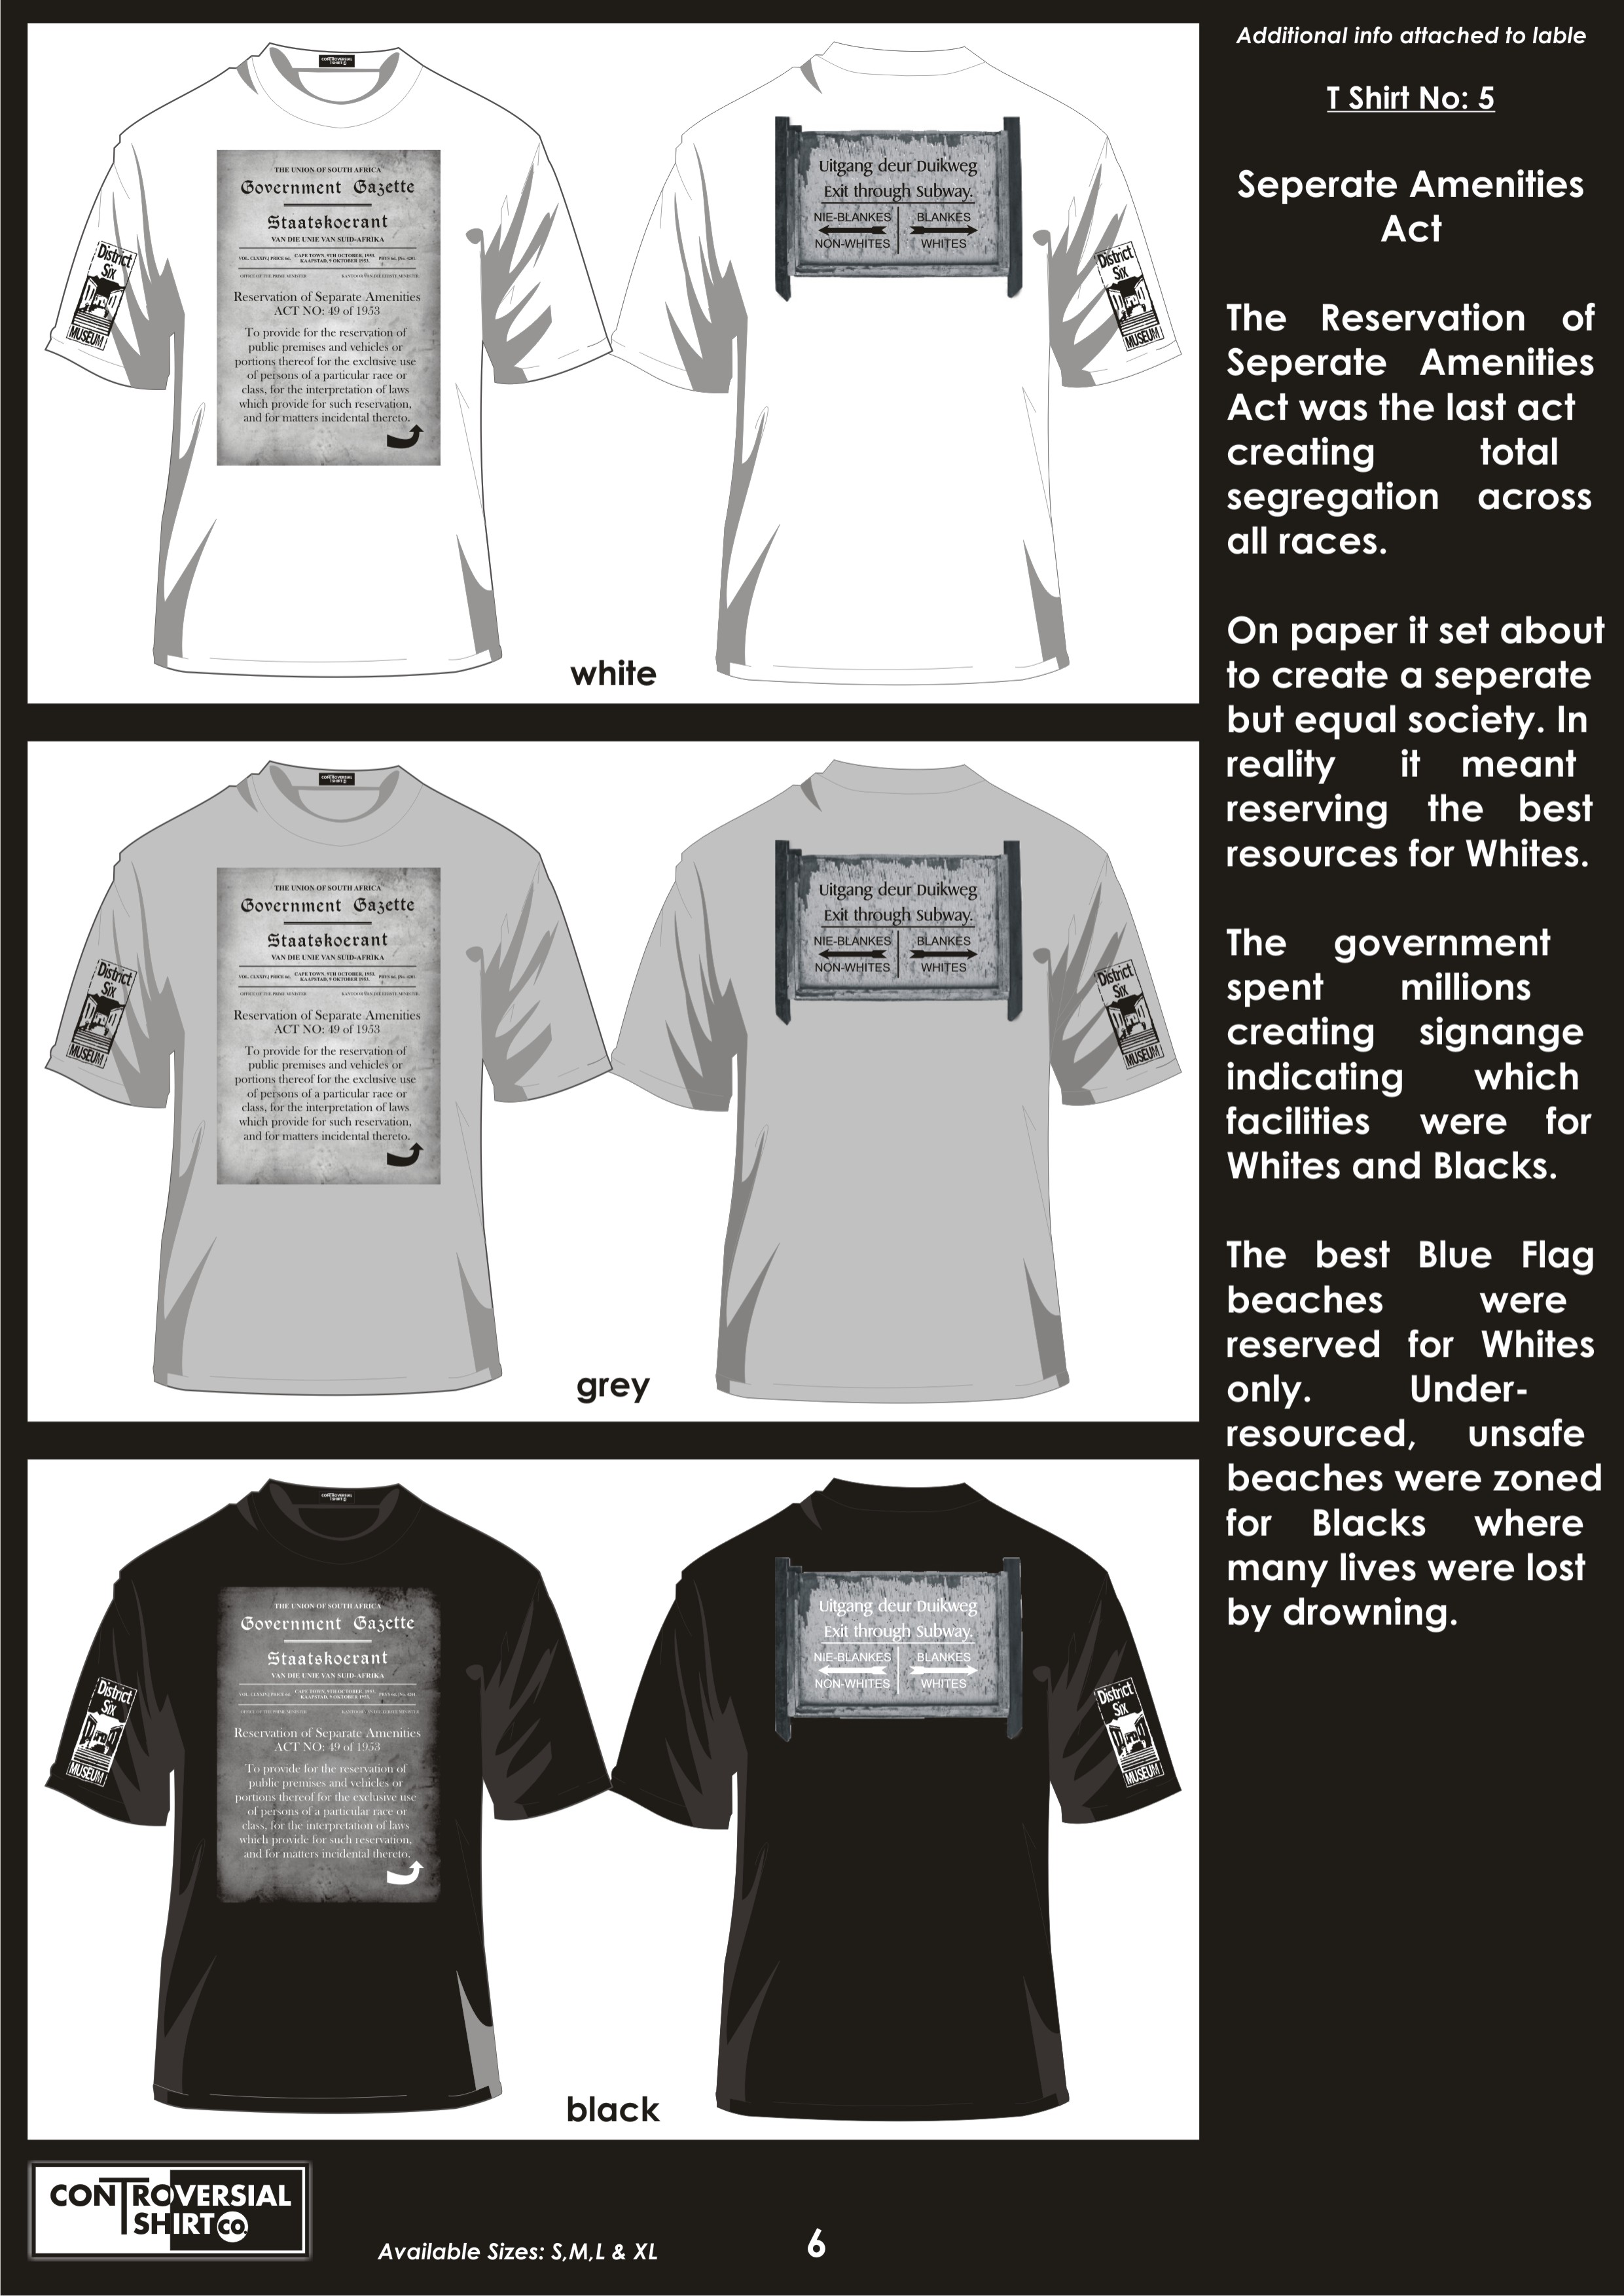 CONTROVERSIAL
TSHIRT CO.
THE UNION OF SOUTH AFRICA
Government Gazette
Staatskoerant
VAN DIE UNIE VAN SUID-AFRIKA
CAPE TOWN, 9TH OCTOBER, 1953.
VOL. CLXXIV.] PRICE 6d.
KAAPSTAD, 9 OKTOBER 1953.
OFFICE OF THE PRIME MINISTER KANTOOR VAN DIE EERSTE MINISTER
Reservation of Separate Amenities
ACT NO: 49 of 1953
To provide for the reservation of
public premises and vehicles or
portions thereof for the exclusive use
of persons of a particular race or
class, for the interpretation of laws
which provide for such reservation,
and for matters incidental thereto.
District
Six
MUSEUM
Uitgang deur Duikweg
Exit through Subway.
NIE-BLANKES BLANKES
NON-WHITES WHITES
District
Six
MUSEUM
white
CONTROVERSIAL
TSHIRT CO.
THE UNION OF SOUTH AFRICA
Government Gazette
Staatskoerant
VAN DIE UNIE VAN SUID-AFRIKA
CAPE TOWN, 9TH OCTOBER, 1953.
VOL. CLXXIV.] PRICE 6d.
KAAPSTAD, 9 OKTOBER 1953.
OFFICE OF THE PRIME MINISTER KANTOOR VAN DIE EERSTE MINISTER
Reservation of Separate Amenities
ACT NO: 49 of 1953
To provide for the reservation of
public premises and vehicles or
portions thereof for the exclusive use
of persons of a particular race or
class, for the interpretation of laws
which provide for such reservation,
and for matters incidental thereto.
District
Six
MUSEUM
Uitgang deur Duikweg
Exit through Subway.
NIE-BLANKES BLANKES
NON-WHITES WHITES
District
Six
MUSEUM
grey
CONTROVERSIAL
TSHIRT CO.
THE UNION OF SOUTH AFRICA
Government Gazette
Staatskoerant
VAN DIE UNIE VAN SUID-AFRIKA
CAPE TOWN, 9TH OCTOBER, 1953.
VOL. CLXXIV.] PRICE 6d.
KAAPSTAD, 9 OKTOBER 1953.
OFFICE OF THE PRIME MINISTER KANTOOR VAN DIE EERSTE MINISTER
Reservation of Separate Amenities
ACT NO: 49 of 1953
To provide for the reservation of
public premises and vehicles or
portions thereof for the exclusive use
of persons of a particular race or
class, for the interpretation of laws
which provide for such reservation,
and for matters incidental thereto.
District
Six
MUSEUM
Uitgang deur Duikweg
Exit through Subway.
NIE-BLANKES BLANKES
NON-WHITES WHITES
District
Six
MUSEUM
black
Additional info attached to lable
T Shirt No: 5
Seperate Amenities
Act
The Reservation of
Seperate Amenities
Act was the last act
creating total
segregation across
all races.
On paper it set about
to create a seperate
but equal society. In
reality it meant
reserving the best
resources for Whites.
The government
spent millions
creating signange
indicating which
facilities were for
Whites and Blacks.
The best Blue Flag
beaches were
reserved for Whites
only. Under-
resourced, unsafe
beaches were zoned
for Blacks where
many lives were lost
by drowning.
CONTROVERSIAL
SHIRT CO.
Available Sizes: S,M,L & XL
6